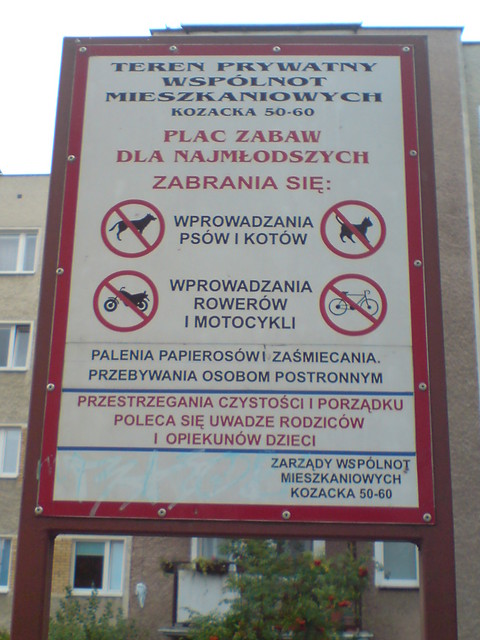 TEREN PRYWATNY
WSPÓLNOT
MIESZKANIOWYCH
KOZACKA 50-60
PLAC ZABAW
DLA NAJMŁODSZYCH
ZABRANIA SIĘ:
WPROWADZANIA
PSÓW I KOTÓW
WPROWADZANIA
ROWERÓW
I MOTOCYKLI
PALENIA PAPIEROSÓW I ZAŚMIECANIA.
PRZEBYWANIA OSOBOM POSTRONNYM
PRZESTRZEGANIA CZYSTOŚCI I PORZĄDKU
POLECA SIĘ UWADZE RODZICÓW
I OPIEKUNÓW DZIECI
ZARZĄDY WSPÓLNOT
MIESZKANIOWYCH
KOZACKA 50-60